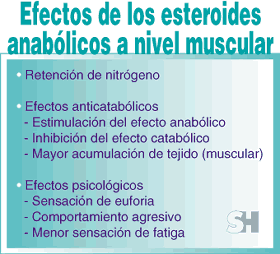 Efectos de los esteroides
anabólicos a nivel muscular
• Retención de nitrógeno
• Efectos anticatabólicos
- Estimulación del efecto anabólico
- Inhibición del efecto catabólico
- Mayor acumulación de tejido (muscular)
• Efectos psicológicos
- Sensación de euforia
- Comportamiento agresivo
- Menor sensación de fatiga
SH